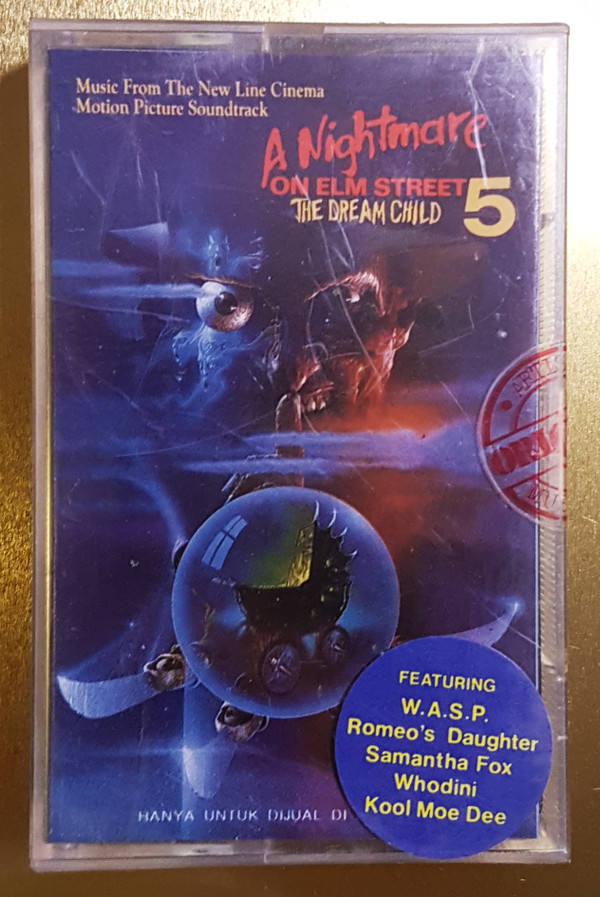 Music From The New Line Cinema
Motion Picture Soundtrack
A Nightmare
ON ELM STREET
THE DREAM CHILD
5
FEATURING
W.A.S.P.
Romeo's Daughter
Samantha Fox
Whodini
Kool Moe Dee
HANYA UNTUK DIJUAL DI